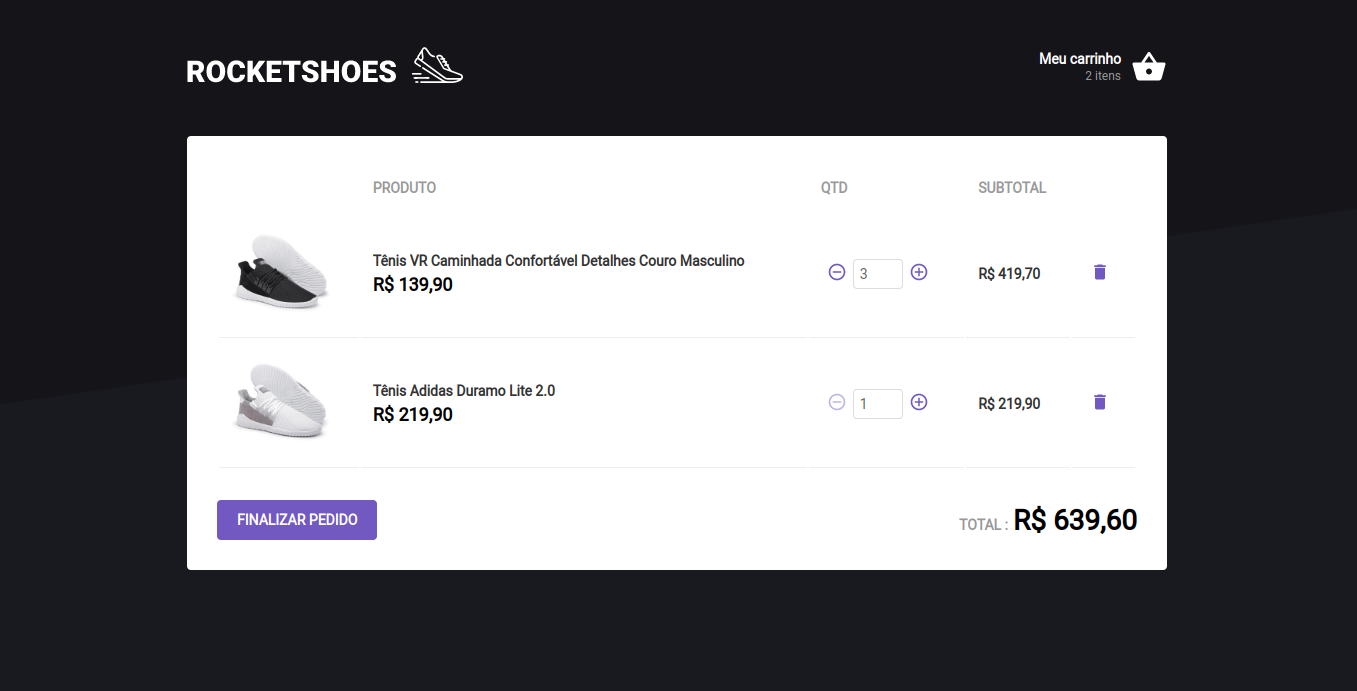 ROCKETSHOES
Meu carrinho
2 itens
PRODUTO QTD SUBTOTAL
Tênis VR Caminhada Confortável Detalhes Couro Masculino
R$ 139,90
3
R$ 419,70
Tênis Adidas Duramo Lite 2.0
R$ 219,90
1
R$ 219,90
FINALIZAR PEDIDO
TOTAL : R$ 639,60